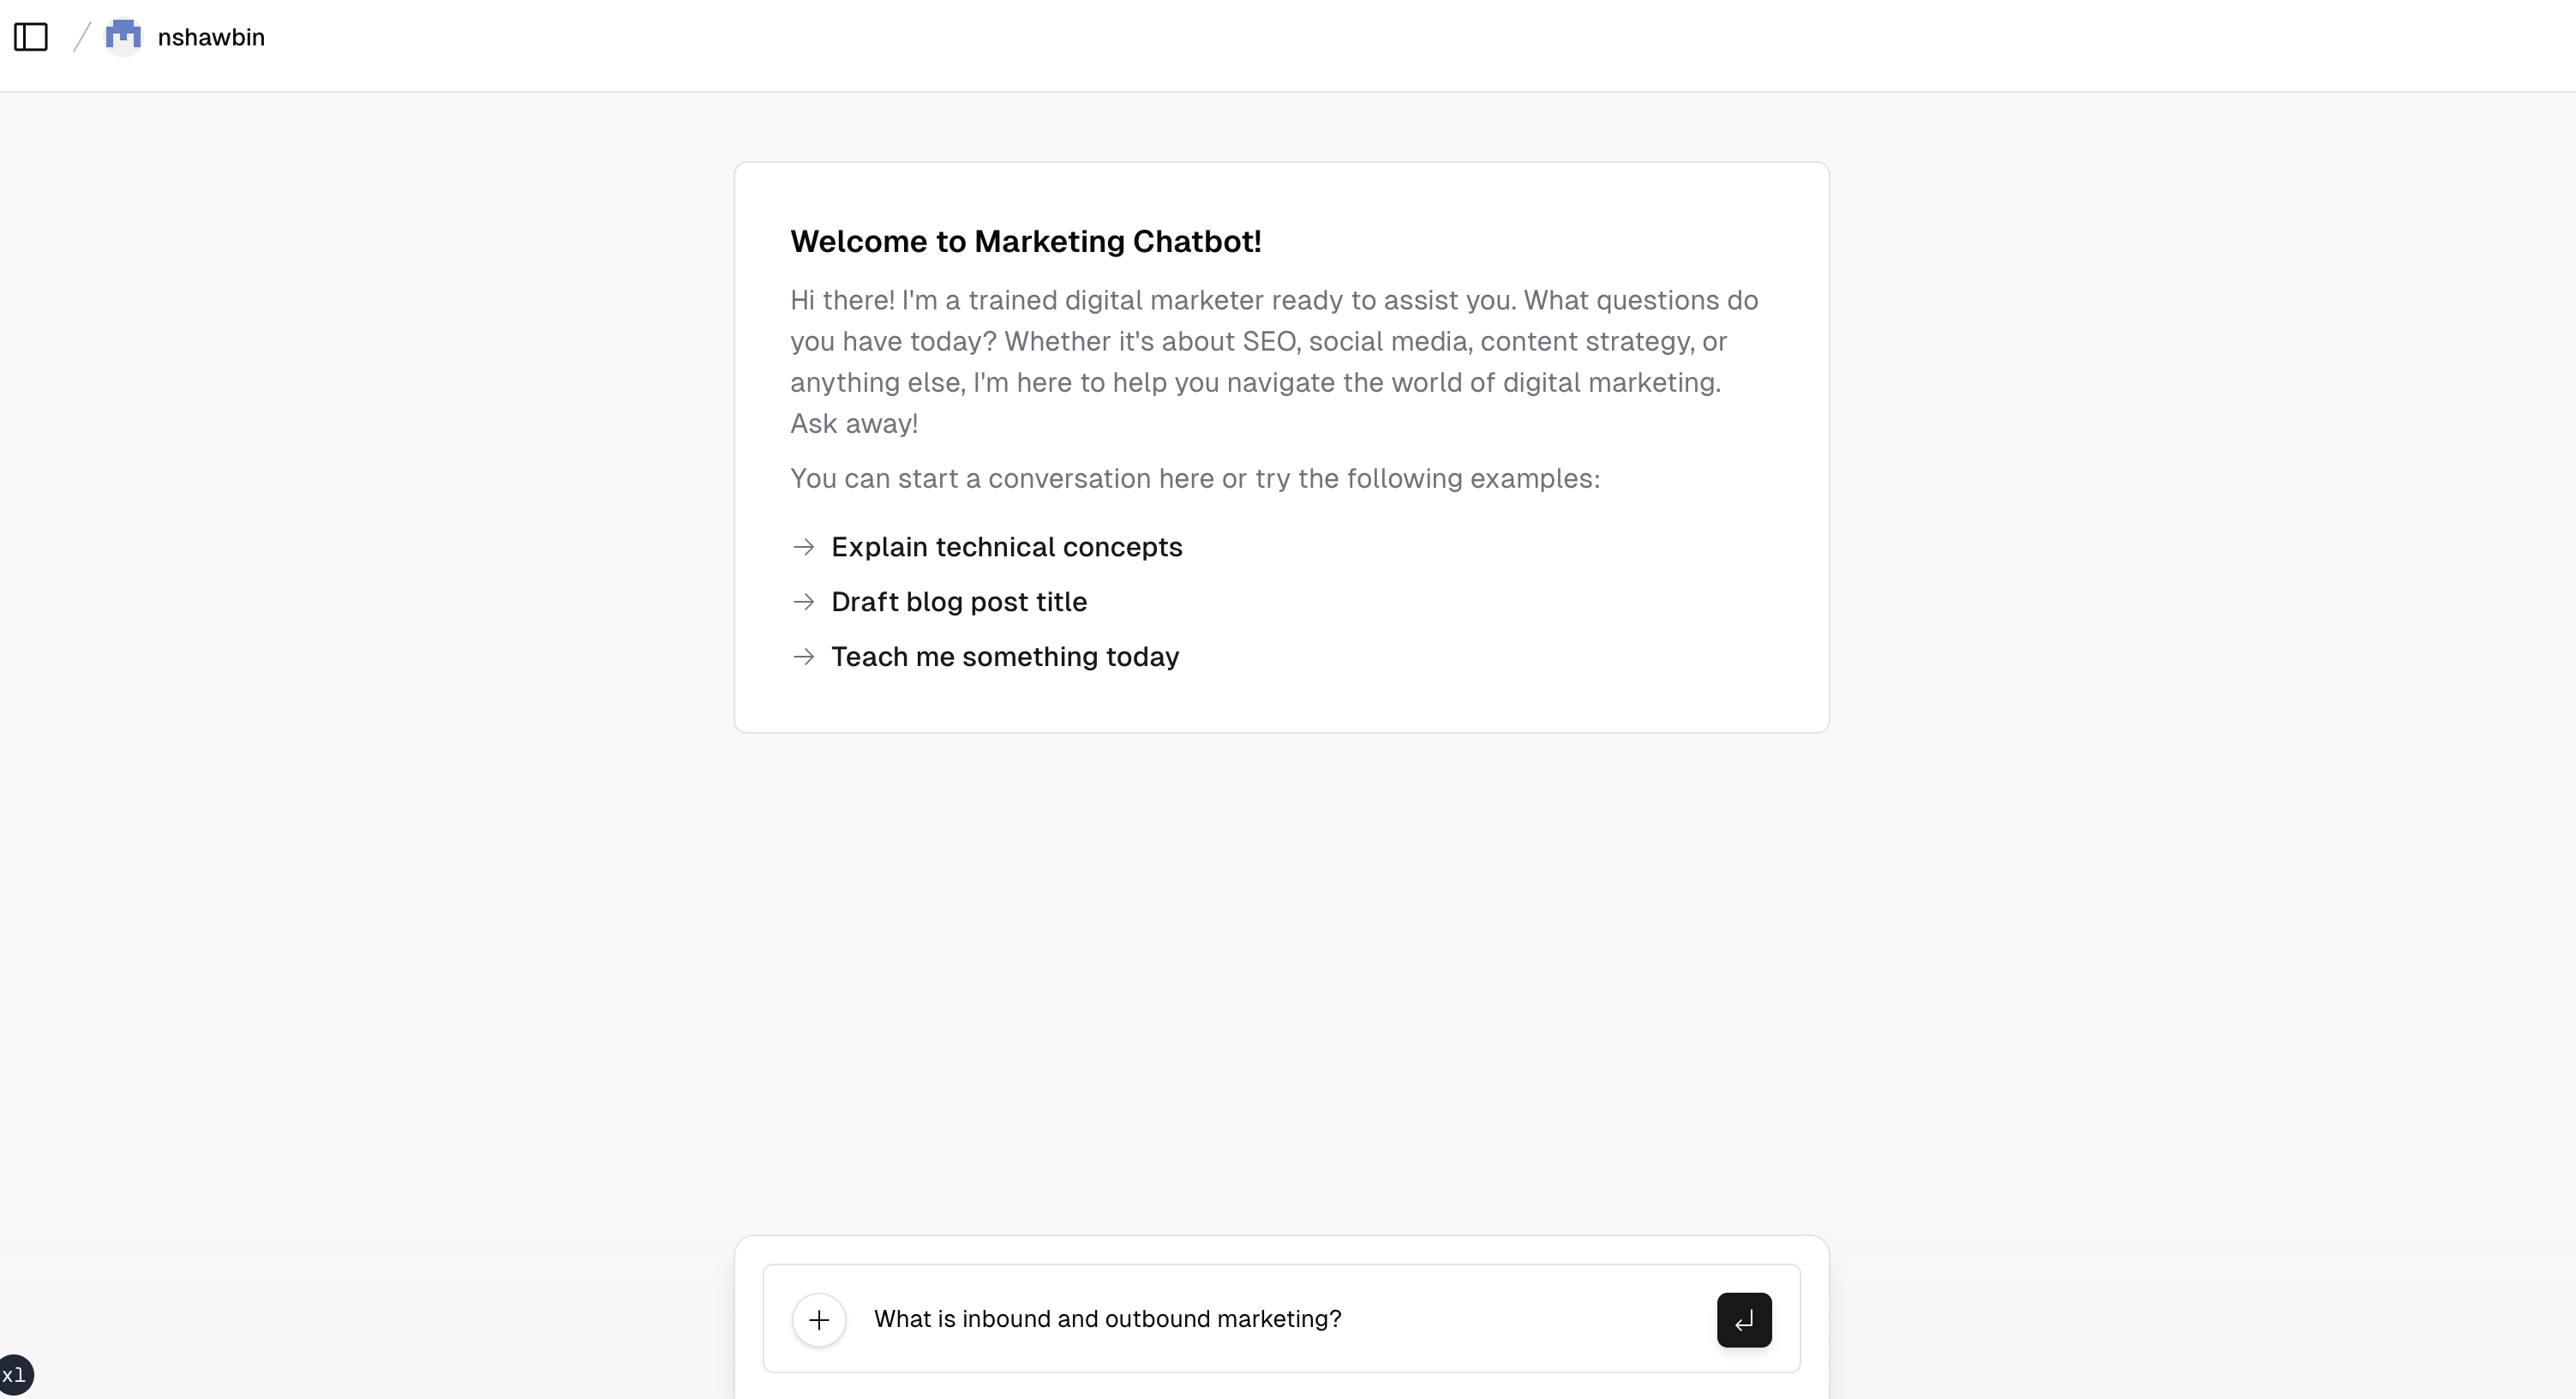 nshawbin
Welcome to Marketing Chatbot!
Hi there! I'm a trained digital marketer ready to assist you. What questions do
you have today? Whether it's about SEO, social media, content strategy, or
anything else, I'm here to help you navigate the world of digital marketing.
Ask away!
You can start a conversation here or try the following examples:
Explain technical concepts
Draft blog post title
Teach me something today
What is inbound and outbound marketing?
xl